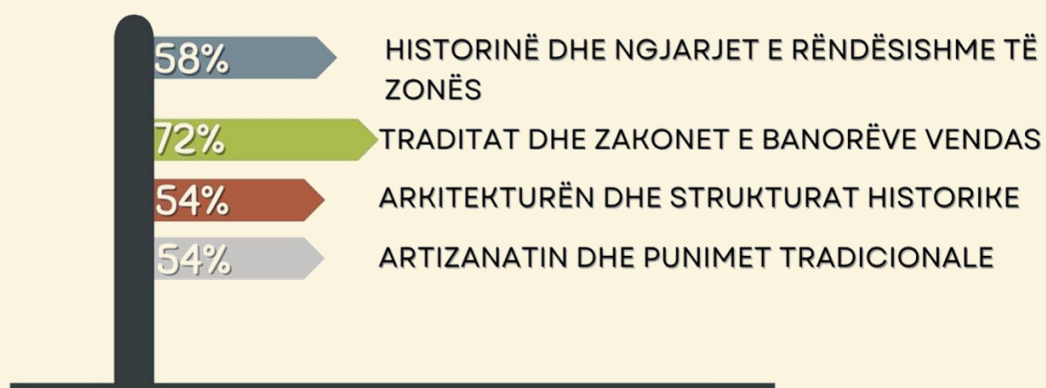 58%
HISTORINË DHE NGJARJET E RËNDËSISHME TË
ZONËS
72%
TRADITAT DHE ZAKONET E BANORËVE VENDAS
54%
ARKITEKTURËN DHE STRUKTURAT HISTORIKE
54%
ARTIZANATIN DHE PUNIMET TRADICIONALE